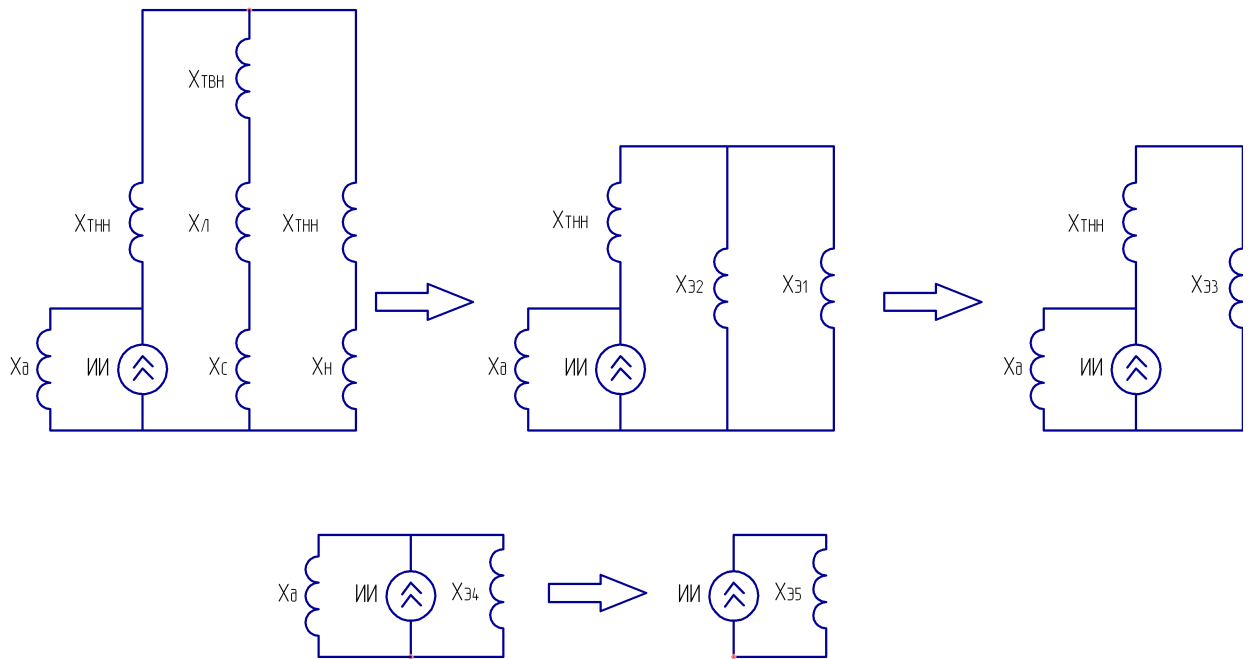 Xтвн
Xтнн
Xл
Xтнн
Xд
ИИ
Xс
Xн
Xтнн
Xэ2
Xэ1
Xд
ИИ
Xтнн
Xэ3
Xд
ИИ
Xд
ИИ
Xэ4
ИИ
Xэ5